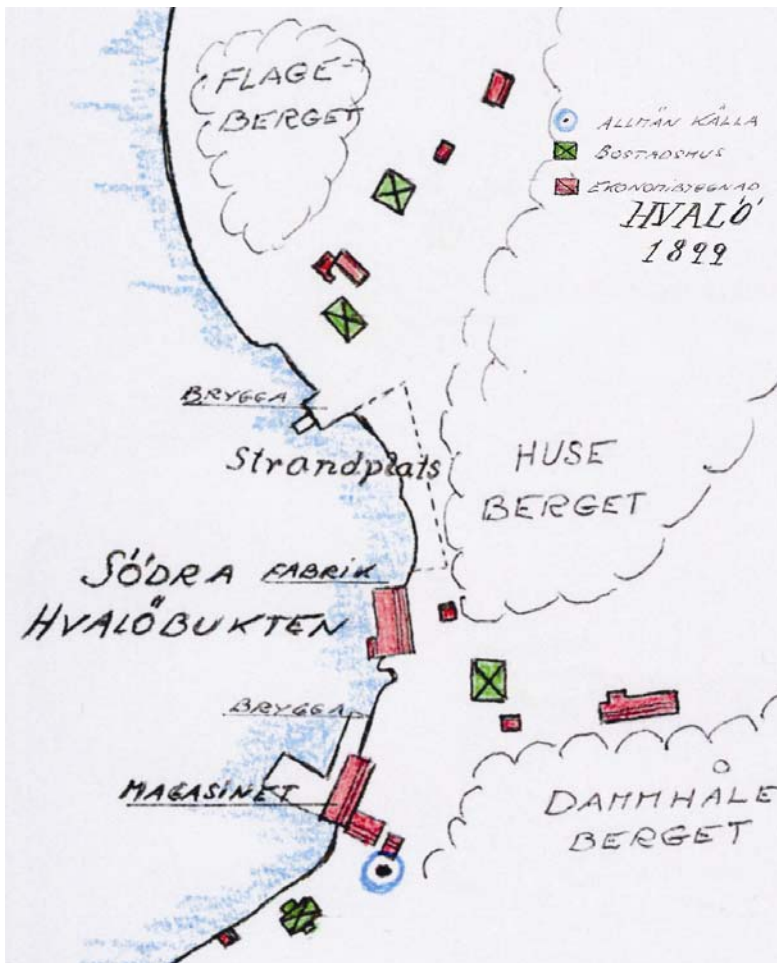 FLAGE-
BERGET
ALLMÄN KÄLLA
BOSTADSHUS
EKONOMIBYGGNAD
HVALÖ
1899
BRYGGA
Strandplats
HUSE
BERGET
SÖDRA
HVALÖBUKTEN
FABRIK
BRYGGA
MAGASINET
DAMMHÅLE
BERGET